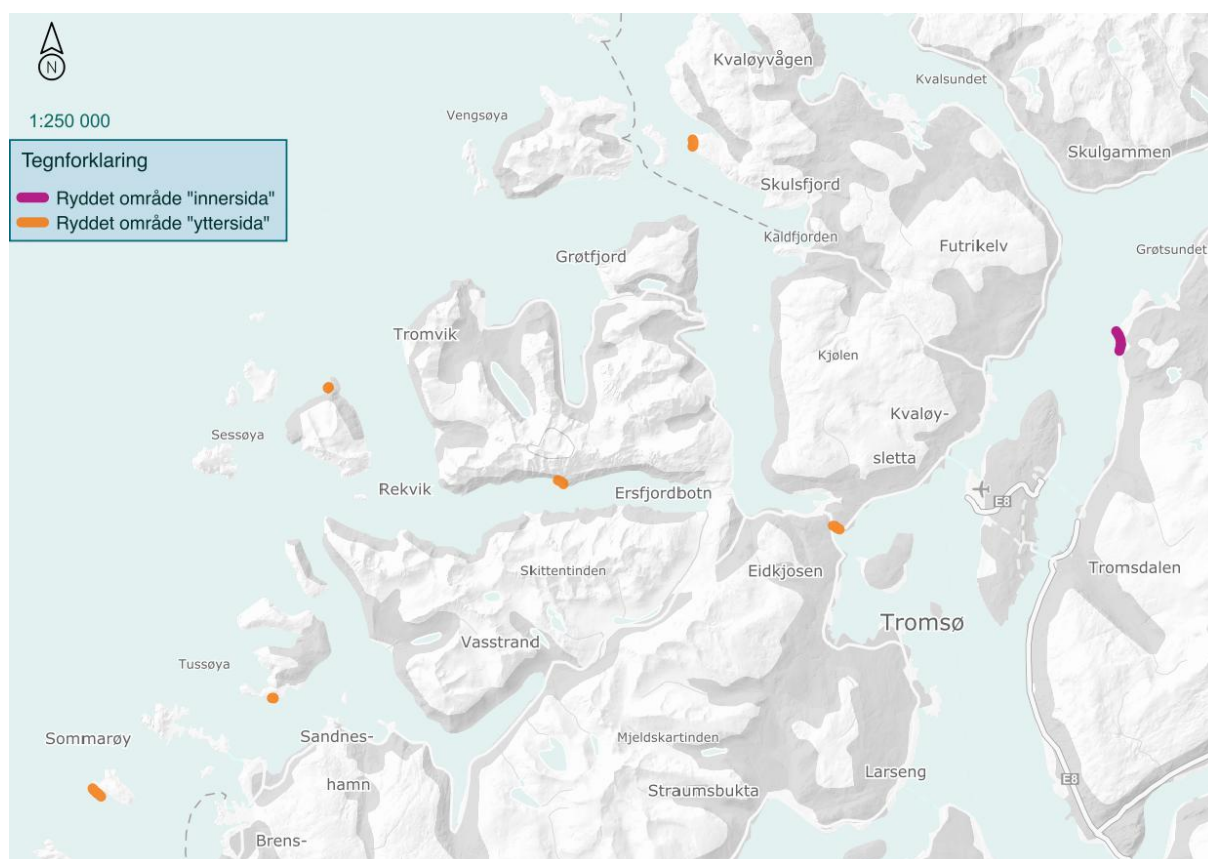 N
1:250 000
Tegnforklaring
Ryddet område "innersida"
Ryddet område "yttersida"
Kvaløyvågen
Kvalsundet
Vengsøya
Skulgammen
Skulsfjord
Kaldfjorden
Futrikelv
Grøtsundet
Grøtfjord
Tromvik
Kjølen
Kvaløy-
sletta
Sessøya
Rekvik
Ersfjordbotn
E8
Skittentinden
Eidkjosen
Tromsdalen
Tromsø
Vasstrand
Tussøya
Sommarøy
Sandnes-
hamn
Mjeldskartinden
Straumsbukta
Larseng
E8
Brens-